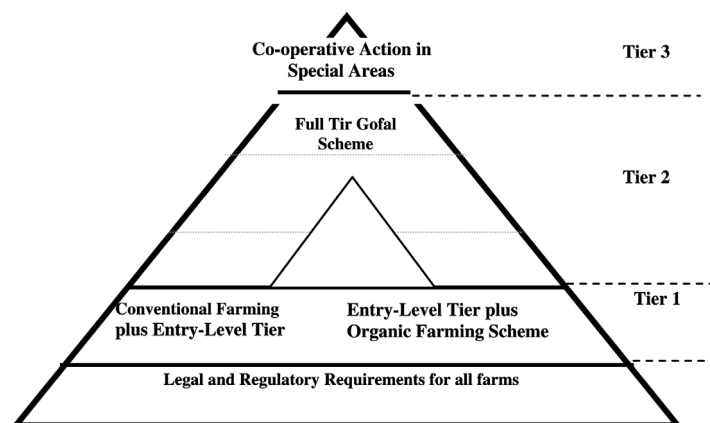 Co-operative Action in
Special Areas
Tier 3
Full Tir Gofal
Scheme
Tier 2
Tier 1
Conventional Farming
plus Entry-Level Tier
Entry-Level Tier plus
Organic Farming Scheme
Legal and Regulatory Requirements for all farms